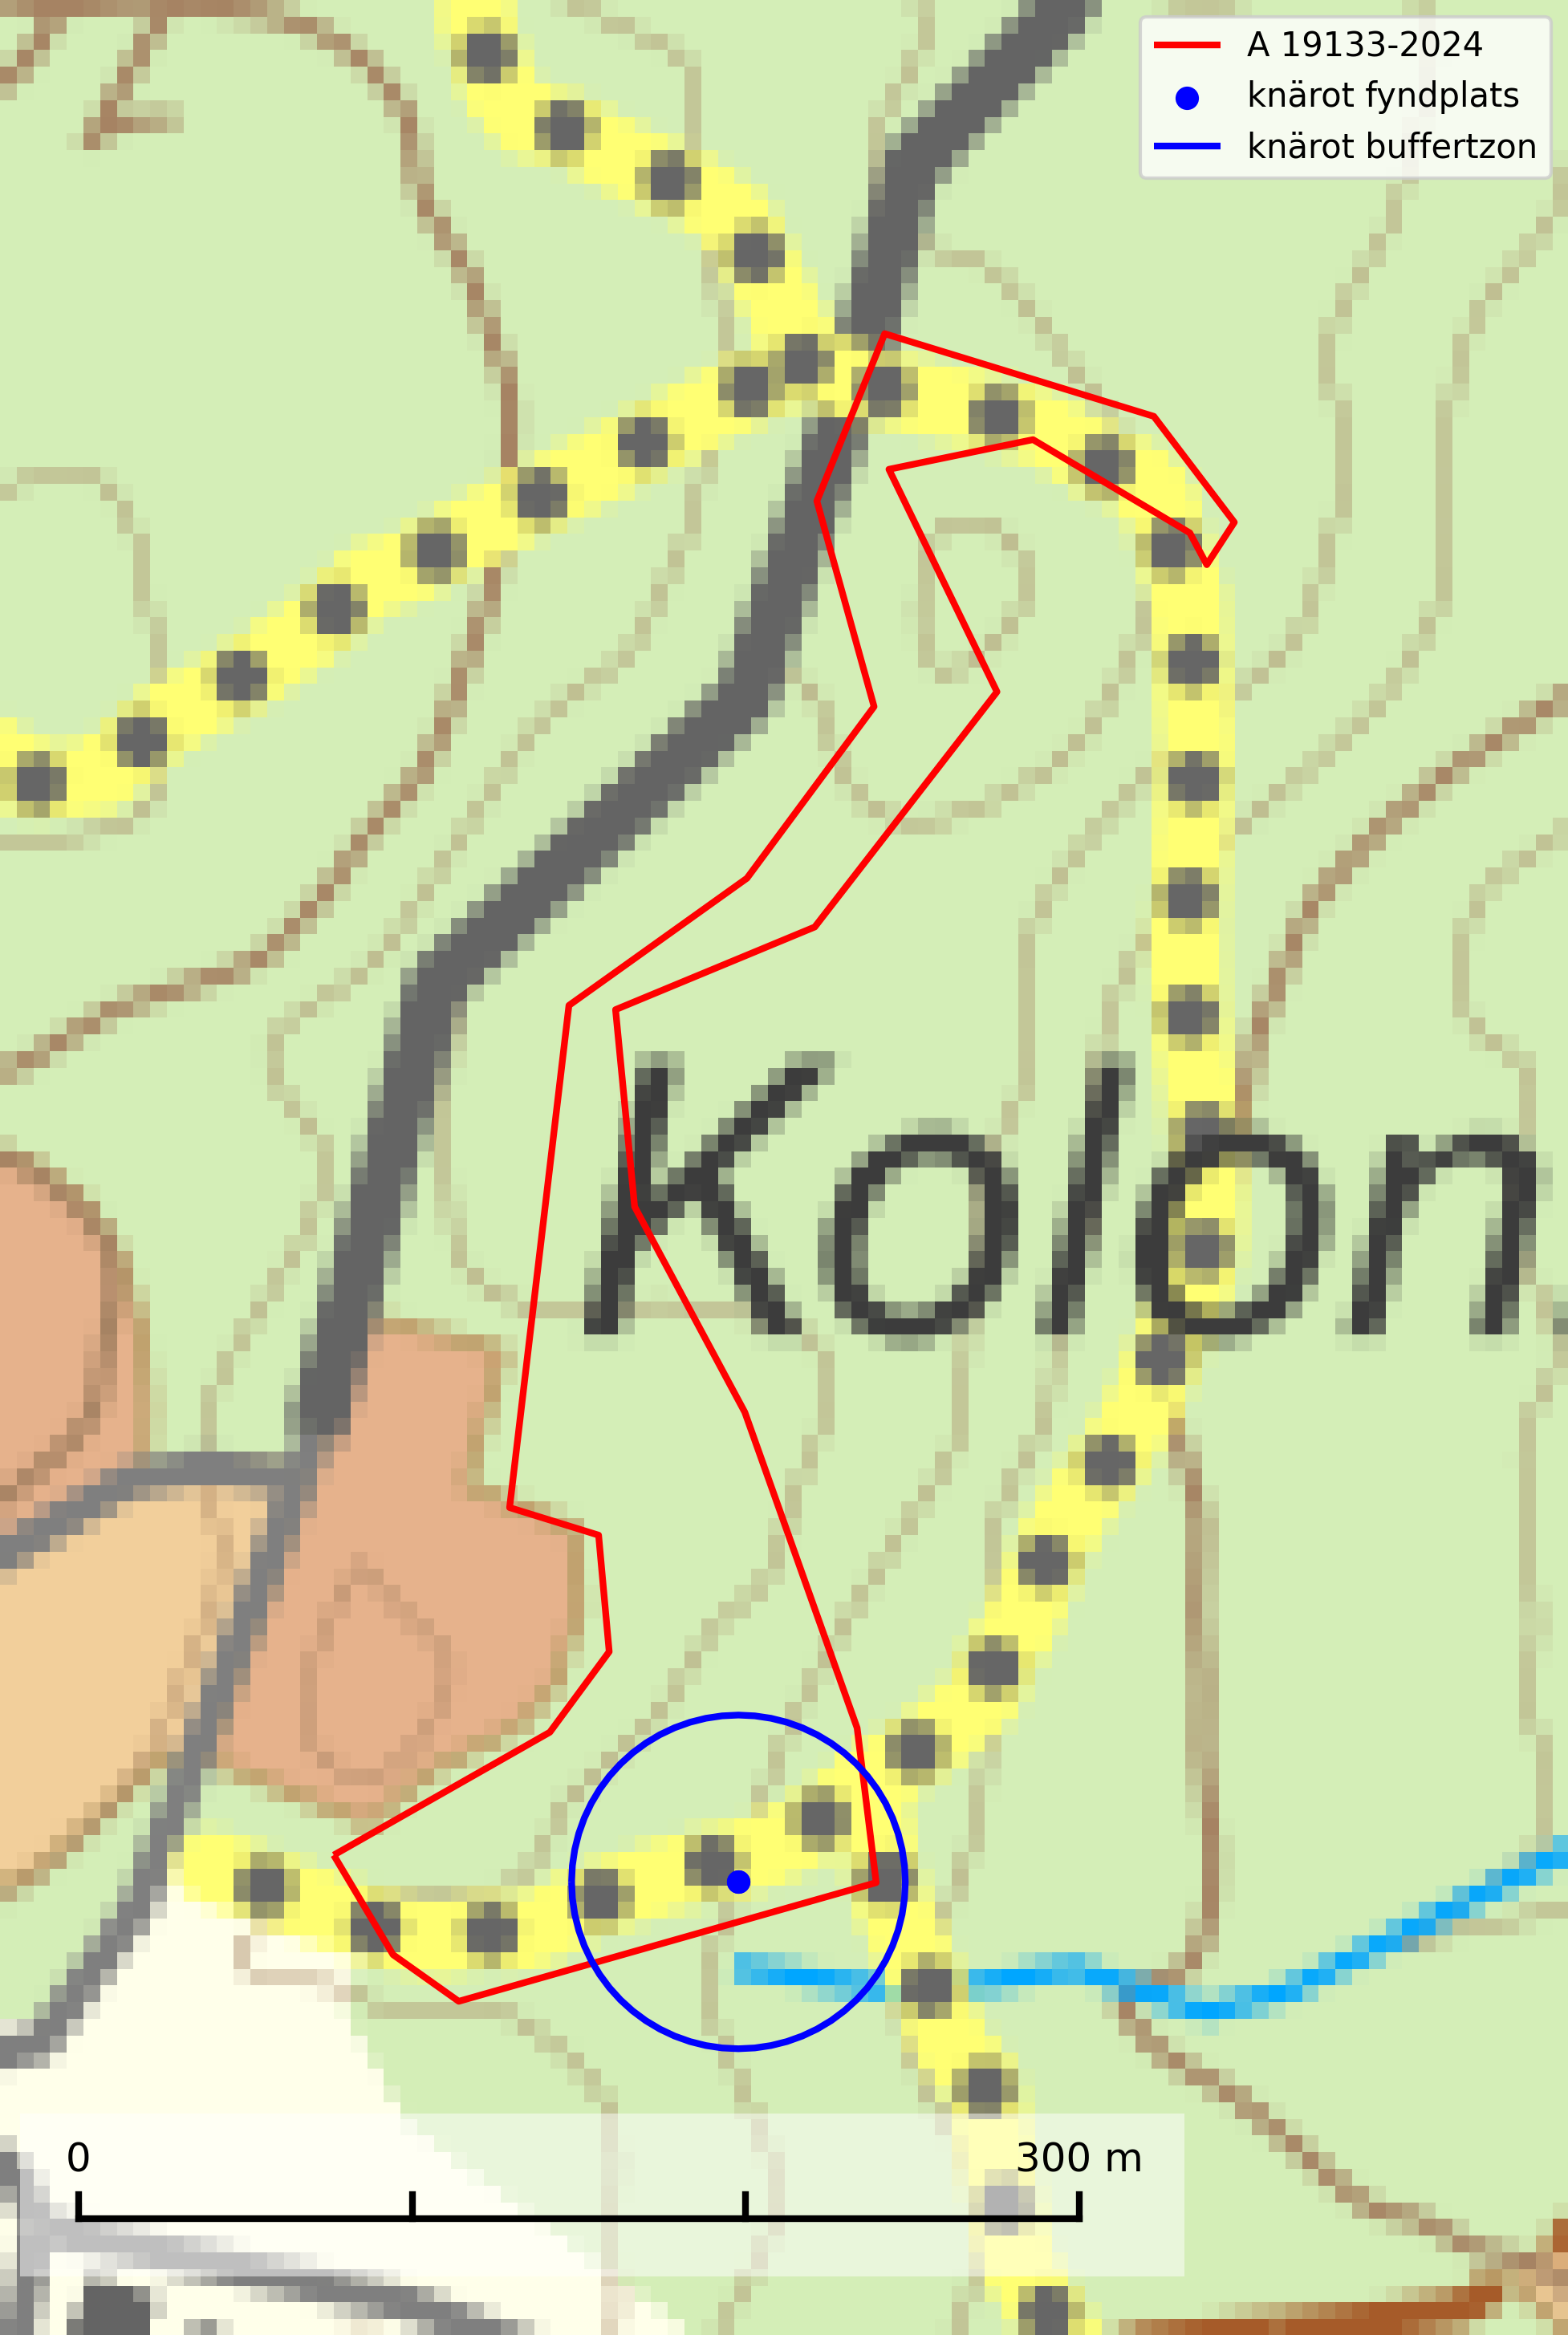 A 19133-2024
knärot fyndplats
knärot buffertzon
Kolon
0 300 m